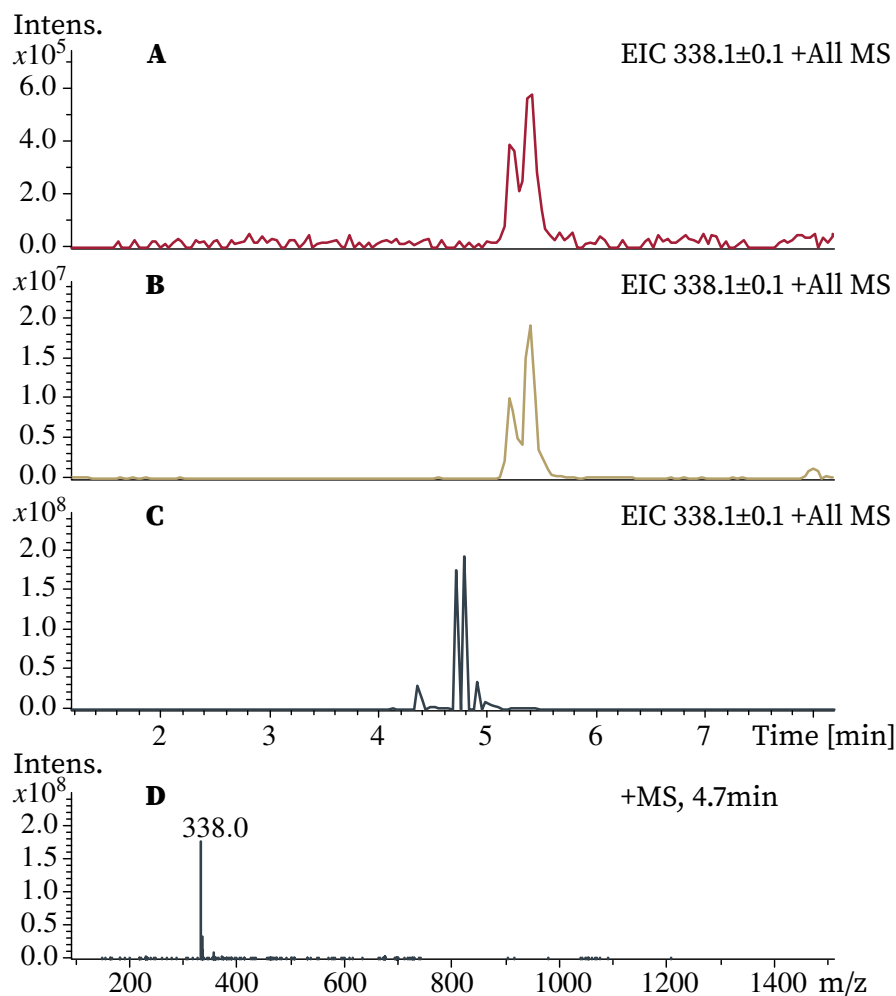 Intens.
x10^5 A EIC 338.1±0.1 +All MS
6.0
4.0
2.0
0.0
x10^7 B EIC 338.1±0.1 +All MS
2.0
1.5
1.0
0.5
0.0
x10^8 C EIC 338.1±0.1 +All MS
2.0
1.5
1.0
0.5
0.0
2 3 4 5 6 7 Time [min]
Intens.
x10^8 D +MS, 4.7min
2.0 338.0
1.5
1.0
0.5
0.0
200 400 600 800 1000 1200 1400 m/z